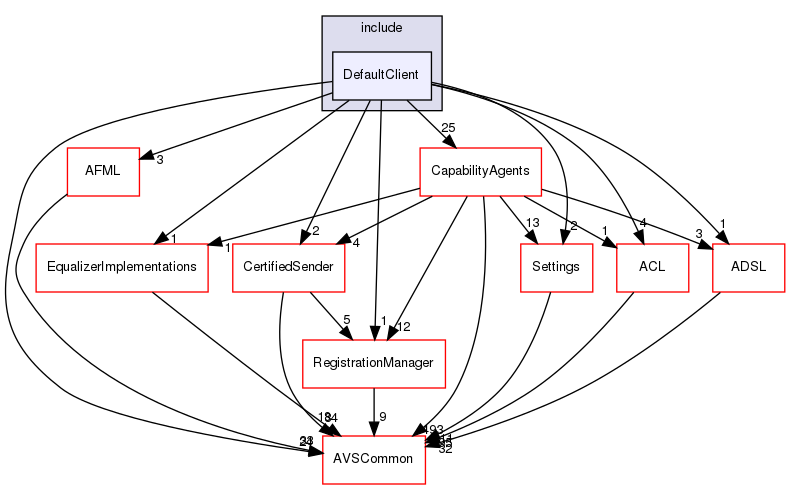 include
DefaultClient
25
3
AFML
CapabilityAgents
2
13
2
4
1
1
1
4
1
3
EqualizerImplementations
CertifiedSender
Settings
ACL
ADSL
5
1
12
RegistrationManager
9
AVSCommon
32